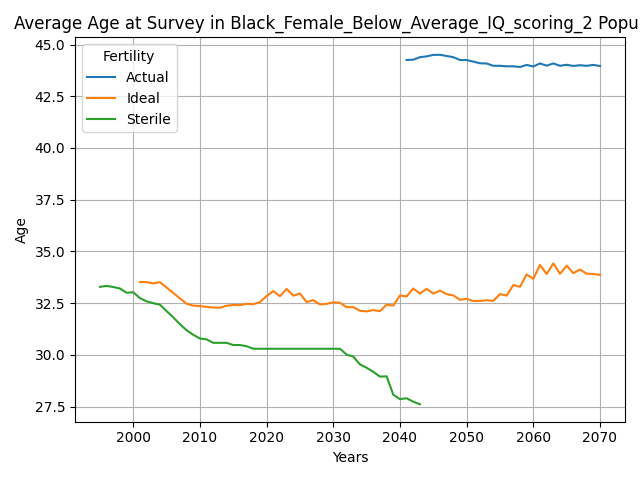 Average Age at Survey in Black_Female_Below_Average_IQ_scoring_2 Popu
Fertility
Actual
Ideal
Sterile
45.0
42.5
40.0
37.5
35.0
32.5
30.0
27.5
Age
2000 2010 2020 2030 2040 2050 2060 2070
Years